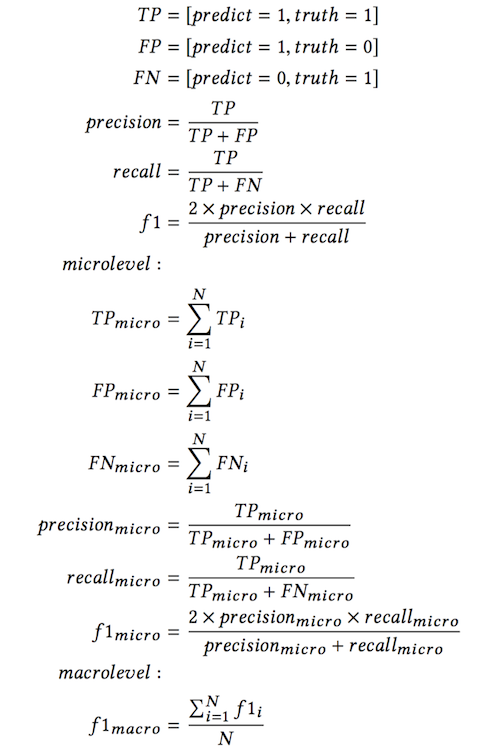 TP = [predict = 1, truth = 1]
FP = [predict = 1, truth = 0]
FN = [predict = 0, truth = 1]
precision = \frac{TP}{TP + FP}
recall = \frac{TP}{TP + FN}
f1 = \frac{2 × precision × recall}{precision + recall}
microlevel :
TP_{micro} = \sum_{i=1}^{N} TP_i
FP_{micro} = \sum_{i=1}^{N} FP_i
FN_{micro} = \sum_{i=1}^{N} FN_i
precision_{micro} = \frac{TP_{micro}}{TP_{micro} + FP_{micro}}
recall_{micro} = \frac{TP_{micro}}{TP_{micro} + FN_{micro}}
f1_{micro} = \frac{2 × precision_{micro} × recall_{micro}}{precision_{micro} + recall_{micro}}
macrolevel :
f1_{macro} = \frac{\sum_{i=1}^{N} f1_i}{N}